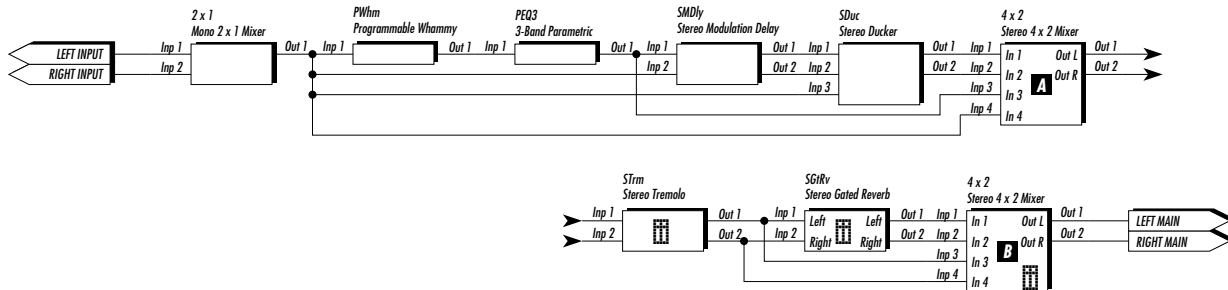 2 x 1
Mono 2 x 1 Mixer
PWhm
Programmable Whammy
PEQ3
3-Band Parametric
SMDly
Stereo Modulation Delay
SDuc
Stereo Ducker
4 x 2
Stereo 4 x 2 Mixer
LEFT INPUT
RIGHT INPUT
Inp 1
Inp 2
Out 1
Inp 1
Out 1
Inp 1
Out 1
Inp 1
Inp 2
Out 1
Out 2
Inp 1
Inp 2
Inp 3
Out 1
Out 2
Inp 1
Inp 2
Inp 3
Inp 4
In 1
In 2
In 3
In 4
A
Out L
Out R
Out 1
Out 2
STrm
Stereo Tremolo
SGtRv
Stereo Gated Reverb
4 x 2
Stereo 4 x 2 Mixer
Inp 1
Inp 2
Out 1
Out 2
Inp 1
Inp 2
Left
Right
Left
Right
Out 1
Out 2
Inp 1
Inp 2
Inp 3
Inp 4
In 1
In 2
In 3
In 4
B
Out L
Out R
Out 1
Out 2
LEFT MAIN
RIGHT MAIN